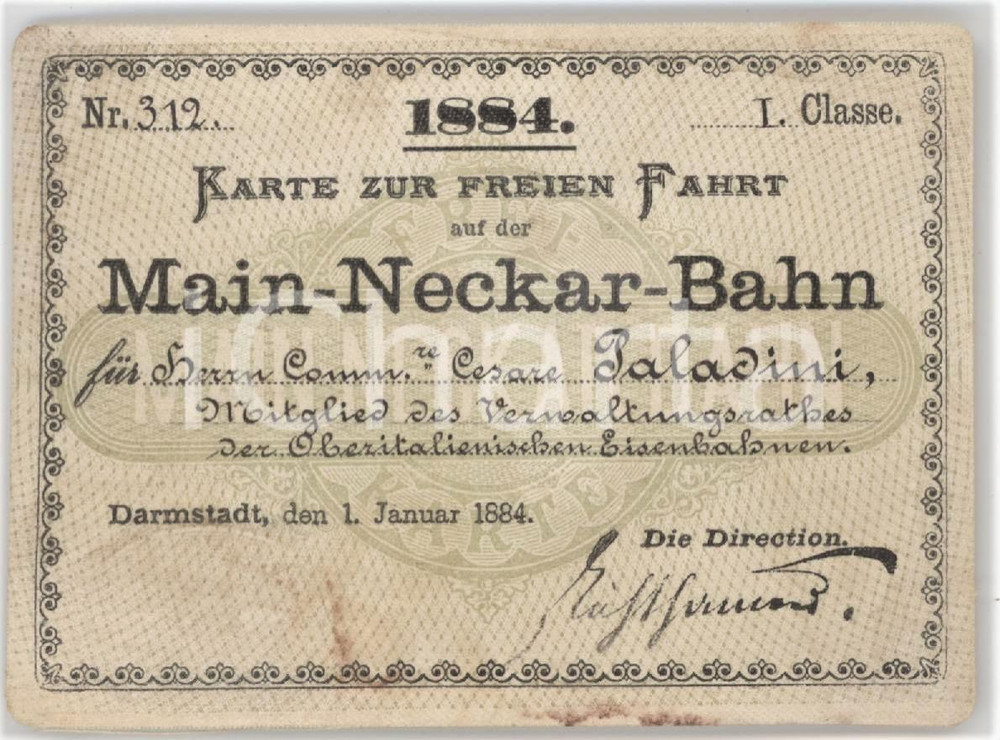 Nr. 312. 1884. I. Classe.
KARTE ZUR FREIEN FAHRT
auf der
Main-Neckar-Bahn
für Herrn Comm.re Cesare Paladini,
Mitglied des Verwaltungsrathes
der Oberitalienischen Eisenbahnen.
Darmstadt, den 1. Januar 1884.
Die Direction.